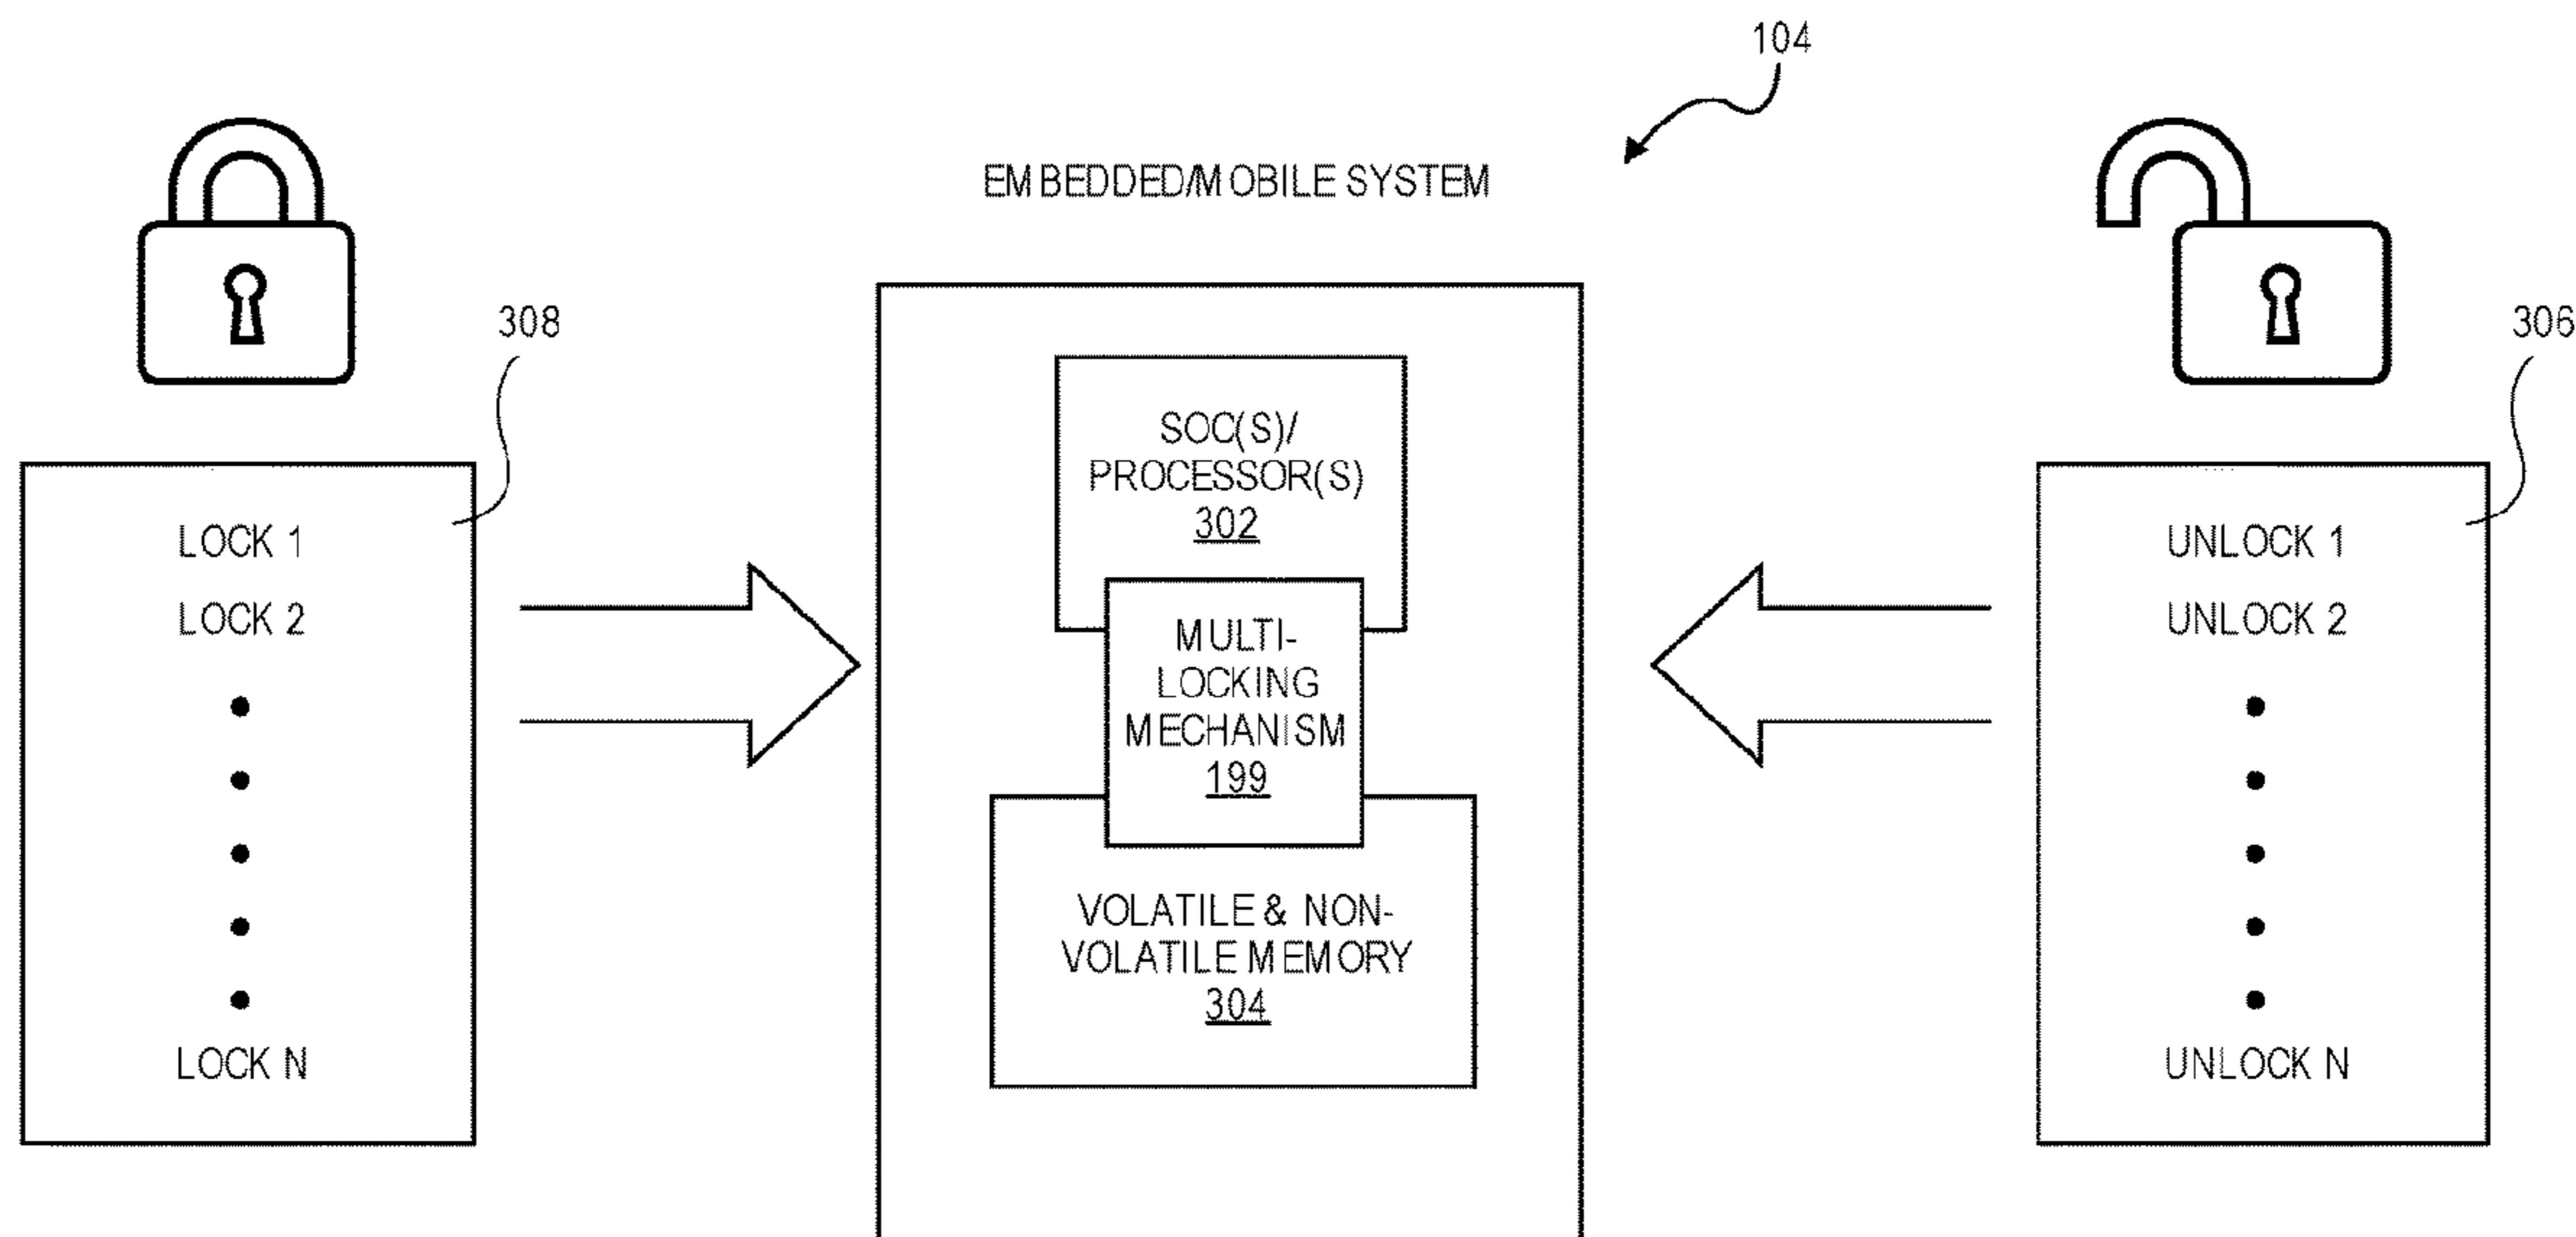 104
EMBEDDED/MOBILE SYSTEM
308
306
LOCK 1
LOCK 2
LOCK N
SOC(S)/
PROCESSOR(S)
302
MULTI-
LOCKING
MECHANISM
199
VOLATILE & NON-
VOLATILE MEMORY
304
UNLOCK 1
UNLOCK 2
UNLOCK N